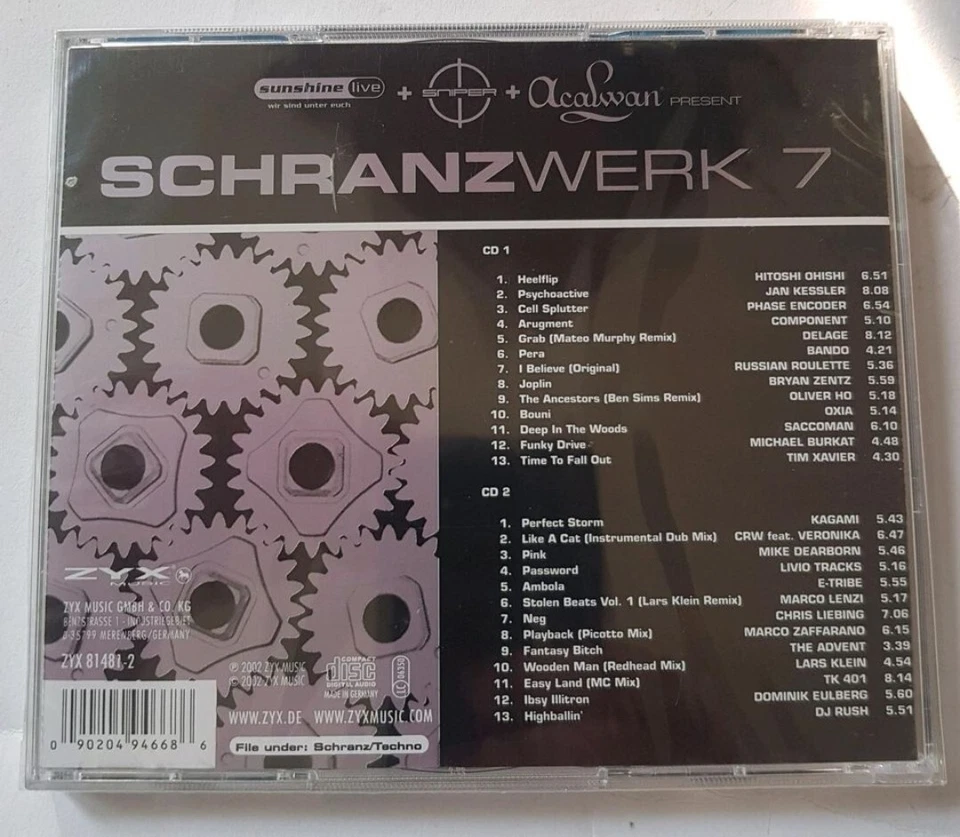 sunshine live + SNIPER + Acalwan PRESENT
wir sind unter euch
SCHRANZWERK 7
CD 1
1. Heelflip HITOSHI OHISHI 6.51
2. Psychoactive JAN KESSLER 8.08
3. Cell Splutter PHASE ENCODER 6.54
4. Arugment COMPONENT 5.10
5. Grab (Mateo Murphy Remix) DELAGE 8.12
6. Pera BANDO 4.21
7. I Believe (Original) RUSSIAN ROULETTE 5.36
8. Joplin BRYAN ZENTZ 5.59
9. The Ancestors (Ben Sims Remix) OLIVER HO 5.18
10. Bouni OXIA 5.14
11. Deep In The Woods SACCOMAN 6.10
12. Funky Drive MICHAEL BURKAT 4.48
13. Time To Fall Out TIM XAVIER 4.30
CD 2
1. Perfect Storm KAGAMI 5.43
2. Like A Cat (Instrumental Dub Mix) CRW feat. VERONIKA 6.47
3. Pink MIKE DEARBORN 5.46
4. Password LIVIO TRACKS 5.16
5. Ambola E-TRIBE 5.55
6. Stolen Beats Vol. 1 (Lars Klein Remix) MARCO LENZI 5.17
7. Neg CHRIS LIEBING 7.06
8. Playback (Picotto Mix) MARCO ZAFFARANO 6.15
9. Fantasy Bitch THE ADVENT 3.39
10. Wooden Man (Redhead Mix) LARS KLEIN 4.54
11. Easy Land (MC Mix) TK 401 8.14
12. Ibsy Illitron DOMINIK EULBERG 5.60
13. Highballin' DJ RUSH 5.51
ZYX
MUSIC
ZYX MUSIC GMBH & CO. KG
BENZSTRASSE 1 - INDUSTRIEGEBIET
D-35799 MERENBERG/GERMANY
ZYX 81481-2
℗ 2002 ZYX MUSIC
© 2002 ZYX MUSIC
COMPACT
disc
DIGITAL AUDIO
MADE IN GERMANY
LC 06350
WWW.ZYX.DE WWW.ZYXMUSIC.COM
0 90204 94668 6
File under: Schranz/Techno